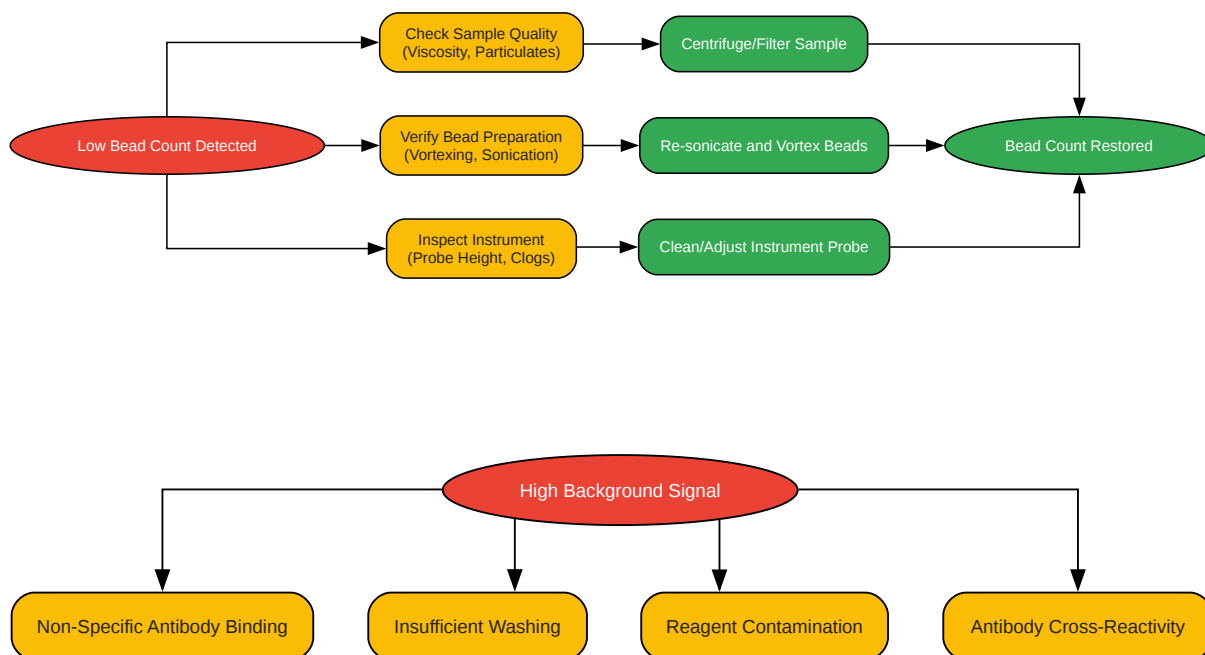 Check Sample Quality
(Viscosity, Particulates)
Centrifuge/Filter Sample
Low Bead Count Detected
Verify Bead Preparation
(Vortexing, Sonication)
Re-sonicate and Vortex Beads
Bead Count Restored
Inspect Instrument
(Probe Height, Clogs)
Clean/Adjust Instrument Probe
High Background Signal
Non-Specific Antibody Binding
Insufficient Washing
Reagent Contamination
Antibody Cross-Reactivity